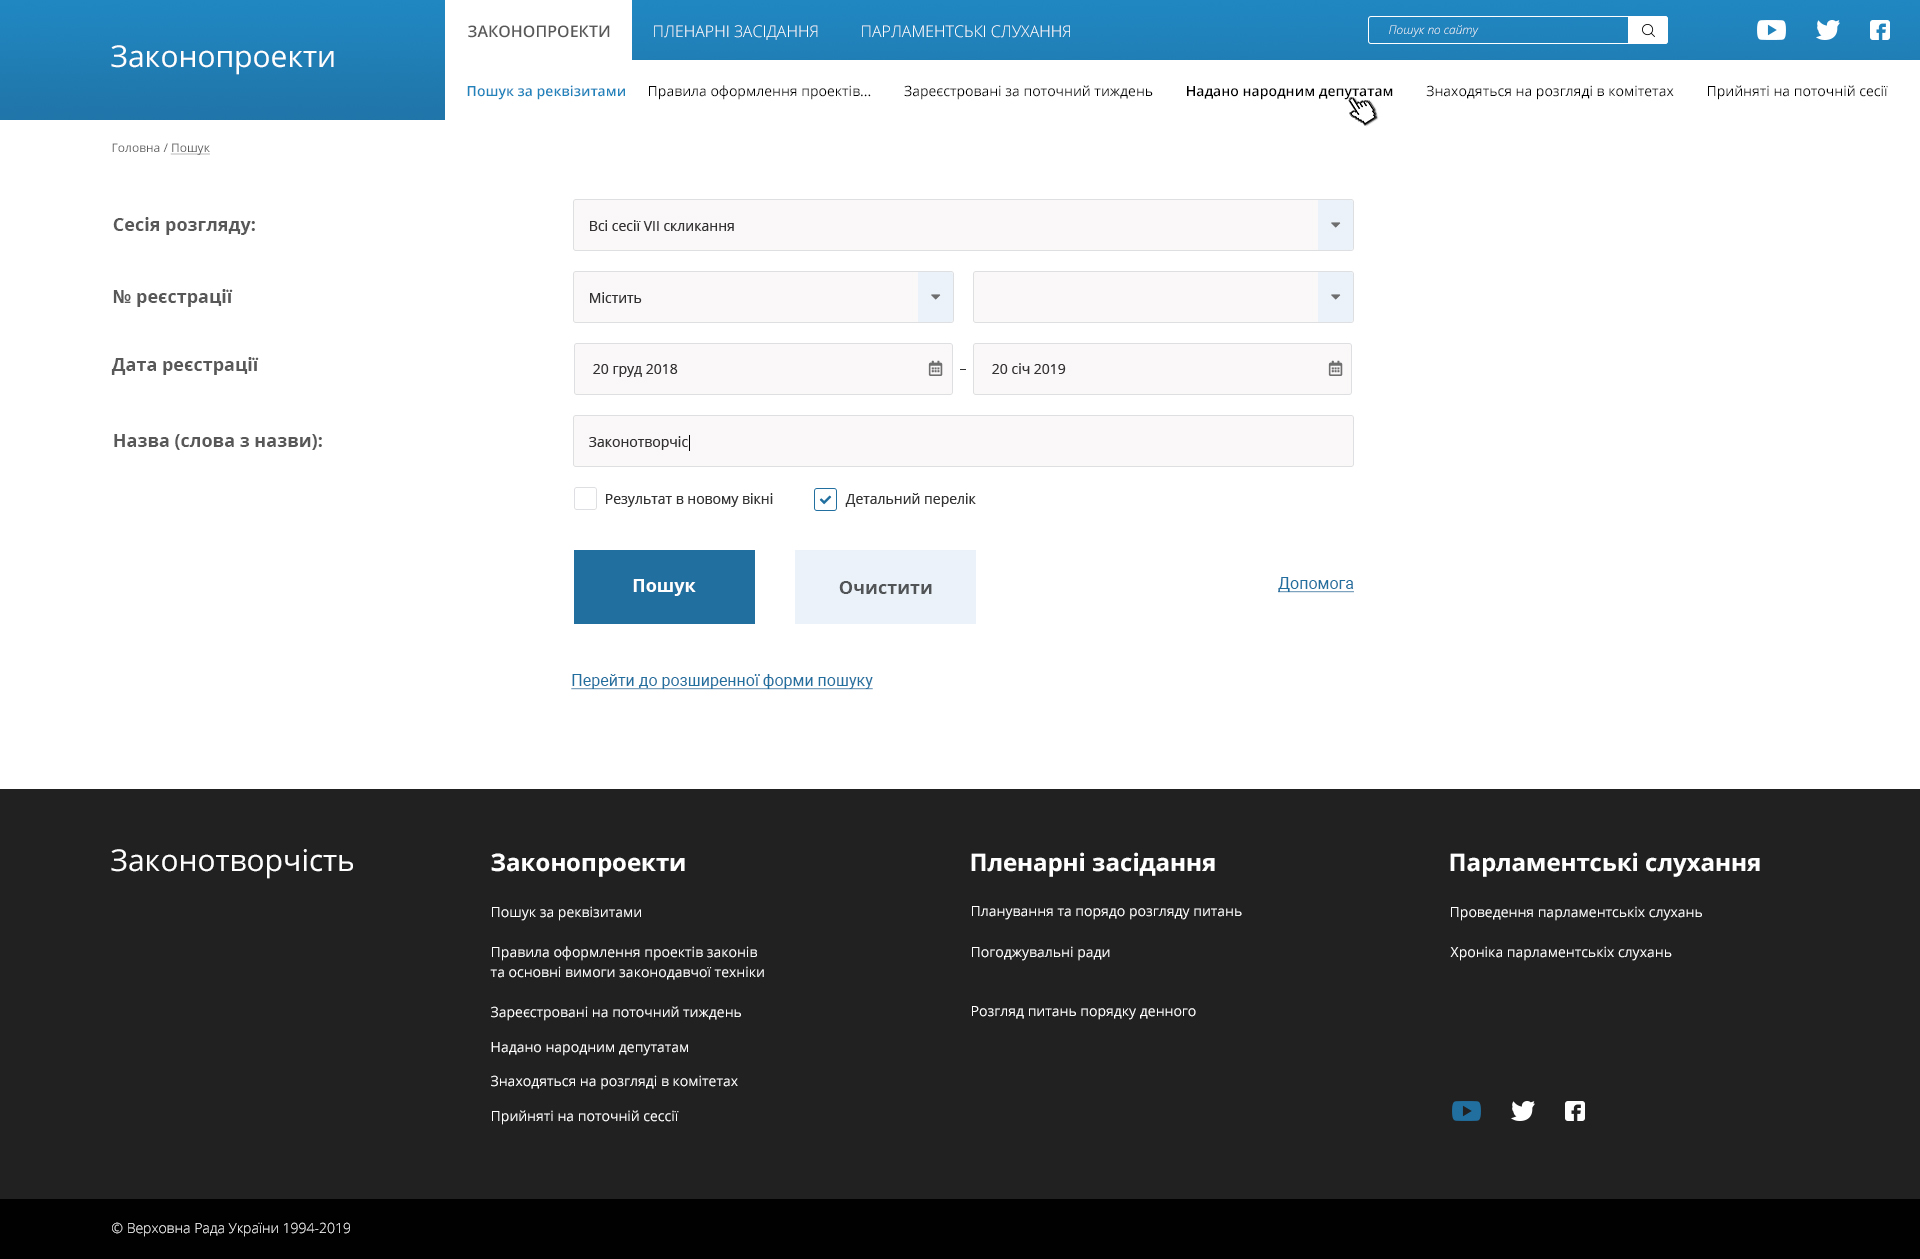 Законопроекти
ЗАКОНОПРОЕКТИ
ПЛЕНАРНІ ЗАСІДАННЯ
ПАРЛАМЕНТСЬКІ СЛУХАННЯ
Пошук по сайту
Пошук за реквізитами
Правила оформлення проектів...
Зареєстровані за поточний тиждень
Надано народним депутатам
Знаходяться на розгляді в комітетах
Прийняті на поточній сесії
Головна / Пошук
Сесія розгляду:
Всі сесії VII скликання
№ реєстрації
Містить
Дата реєстрації
20 груд 2018
–
20 січ 2019
Назва (слова з назви):
Законотворчіс
Результат в новому вікні
Детальний перелік
Пошук
Очистити
Допомога
Перейти до розширенної форми пошуку
Законотворчість
Законопроекти
Пошук за реквізитами
Правила оформлення проектів законів
та основні вимоги законодавчої техніки
Зареєстровані на поточний тиждень
Надано народним депутатам
Знаходяться на розгляді в комітетах
Прийняті на поточній сессії
Пленарні засідання
Планування та порядо розгляду питань
Погоджувальні ради
Розгляд питань порядку денного
Парламентські слухання
Проведення парламентськіх слухань
Хроніка парламентськіх слухань
© Верховна Рада України 1994-2019